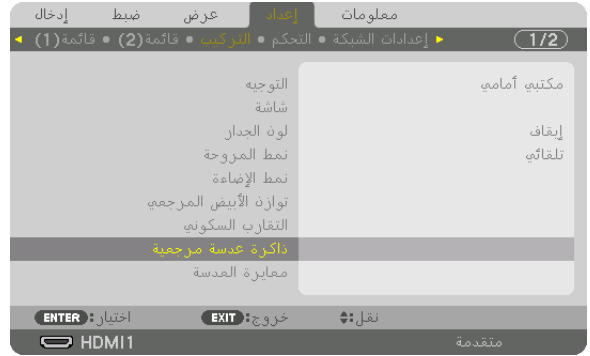 إدخال ضبط عرض إعداد معلومات
قائمة(1) • قائمة(2) • التركيب • التحكم • إعدادات الشبكة 1/2
التوجيه مكتبي أمامي
شاشة
لون الجدار إيقاف
نمط المروحة تلقائي
نمط الإضاءة
توازن الأبيض المرجعي
التقارب السكوني
ذاكرة عدسة مرجعية
معايرة العدسة
ENTER :اختيار EXIT :خروج نقل:
HDMI1 متقدمة